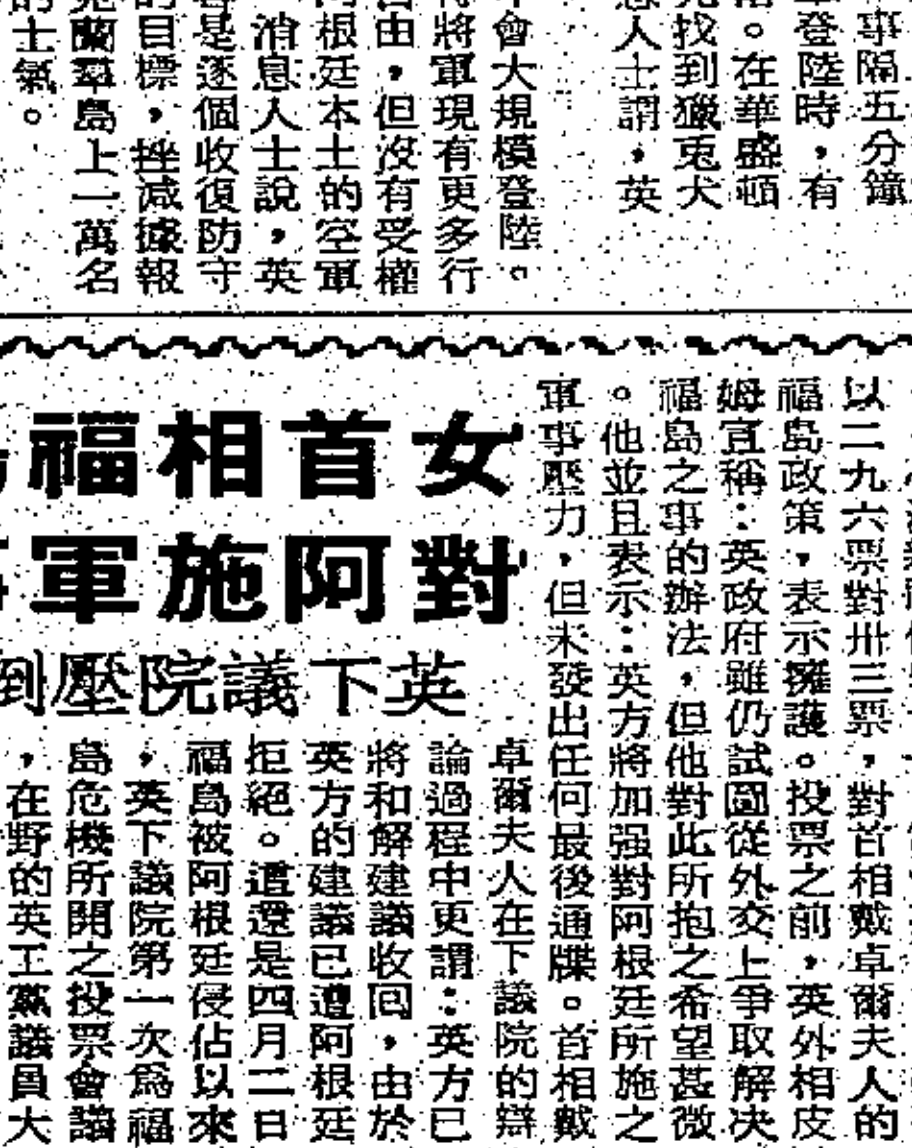 事隔五分鐘
登陸時，有
。在華盛頓
找到獵兎犬
人士謂，英
會大規模登陸。
將軍現有更多行
由，但沒有受權
根廷本土的空軍
消息人士說，英
是逐個收復防守
的目標，挫減據報
蘭羣島上一萬名
的士氣。
女首相福
對阿施軍
英下議院壓倒
以二九六票對卅三票，對首相戴卓爾夫人的
福島政策，表示擁護。投票之前，英外相皮
姆宣稱：英政府雖仍試圖從外交上爭取解决
福島之事的辦法，但他對此所抱之希望甚微
。他並且表示：英方將加强對阿根廷所施之
軍事壓力，但未發出任何最後通牒。首相戴
卓爾夫人在下議院的辯
論過程中更謂：英方已
將和解建議收囘，由於
英方的建議已遭阿根廷
拒絕。遭還是四月二日
福島被阿根廷侵佔以來
，英下議院第一次爲福
島危機所開之投票會議
，在野的英工黨議員大